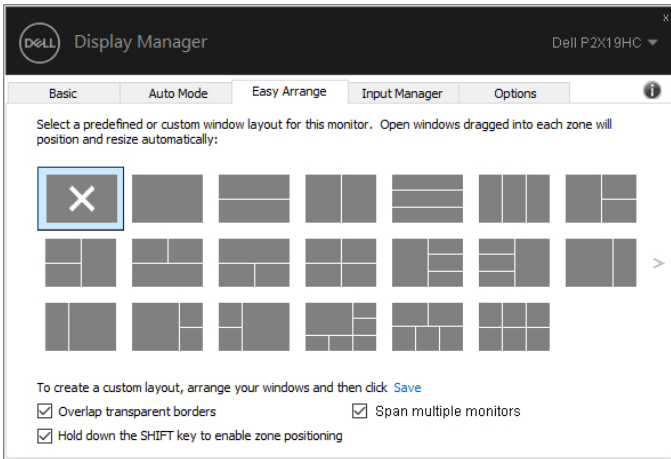 x
DELL Display Manager Dell P2X19HC
Basic Auto Mode Easy Arrange Input Manager Options i
Select a predefined or custom window layout for this monitor. Open windows dragged into each zone will
position and resize automatically:
>
To create a custom layout, arrange your windows and then click Save
Overlap transparent borders Span multiple monitors
Hold down the SHIFT key to enable zone positioning